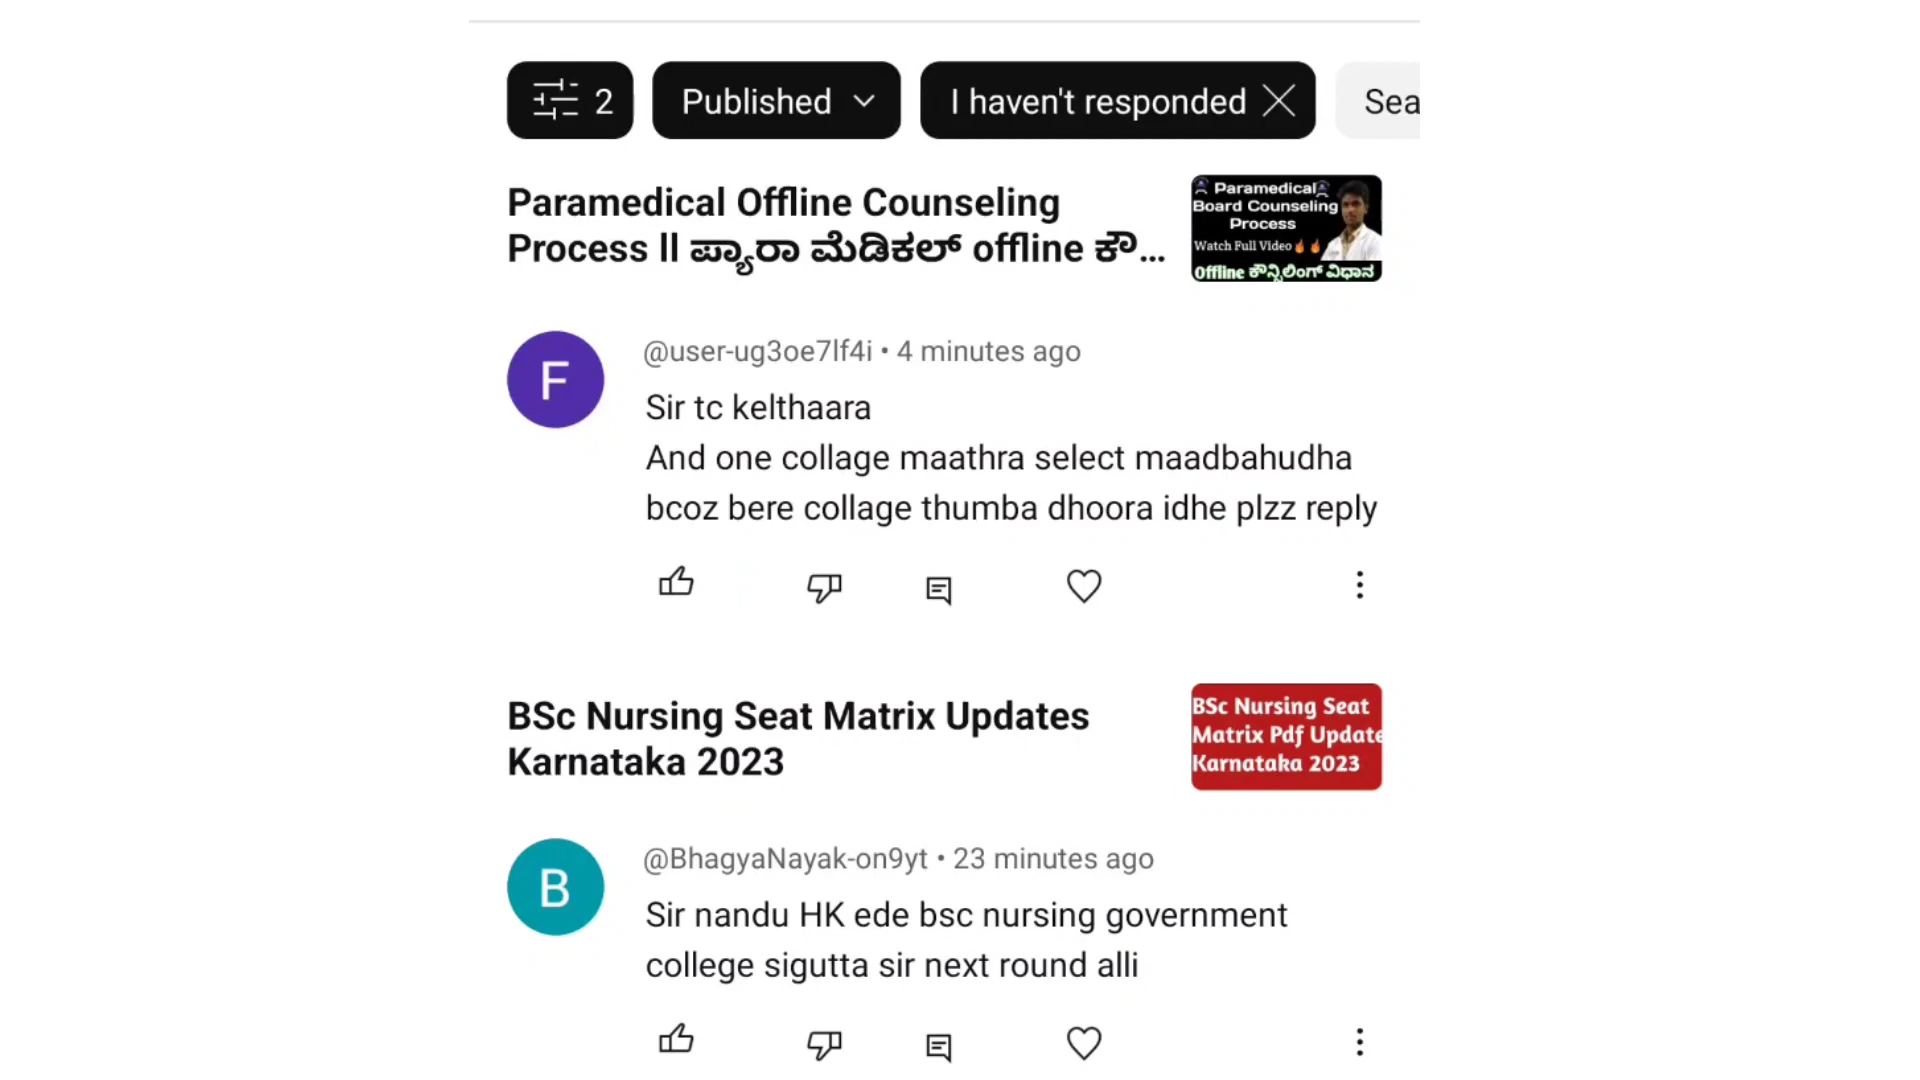 2
Published
I haven't responded
Sea
Paramedical Offline Counseling
Process ll ಪ್ಯಾರಾ ಮೆಡಿಕಲ್ offline ಕೌ...
Paramedical
Board Counseling
Process
Watch Full Video🔥🔥
Offline ಕೌನ್ಸಿಲಿಂಗ್ ವಿಧಾನ
F
@user-ug3oe7lf4i • 4 minutes ago
Sir tc kelthaara
And one collage maathra select maadbahudha
bcoz bere collage thumba dhoora idhe plzz reply
BSc Nursing Seat Matrix Updates
Karnataka 2023
BSc Nursing Seat
Matrix Pdf Update
Karnataka 2023
B
@BhagyaNayak-on9yt • 23 minutes ago
Sir nandu HK ede bsc nursing government
college sigutta sir next round alli